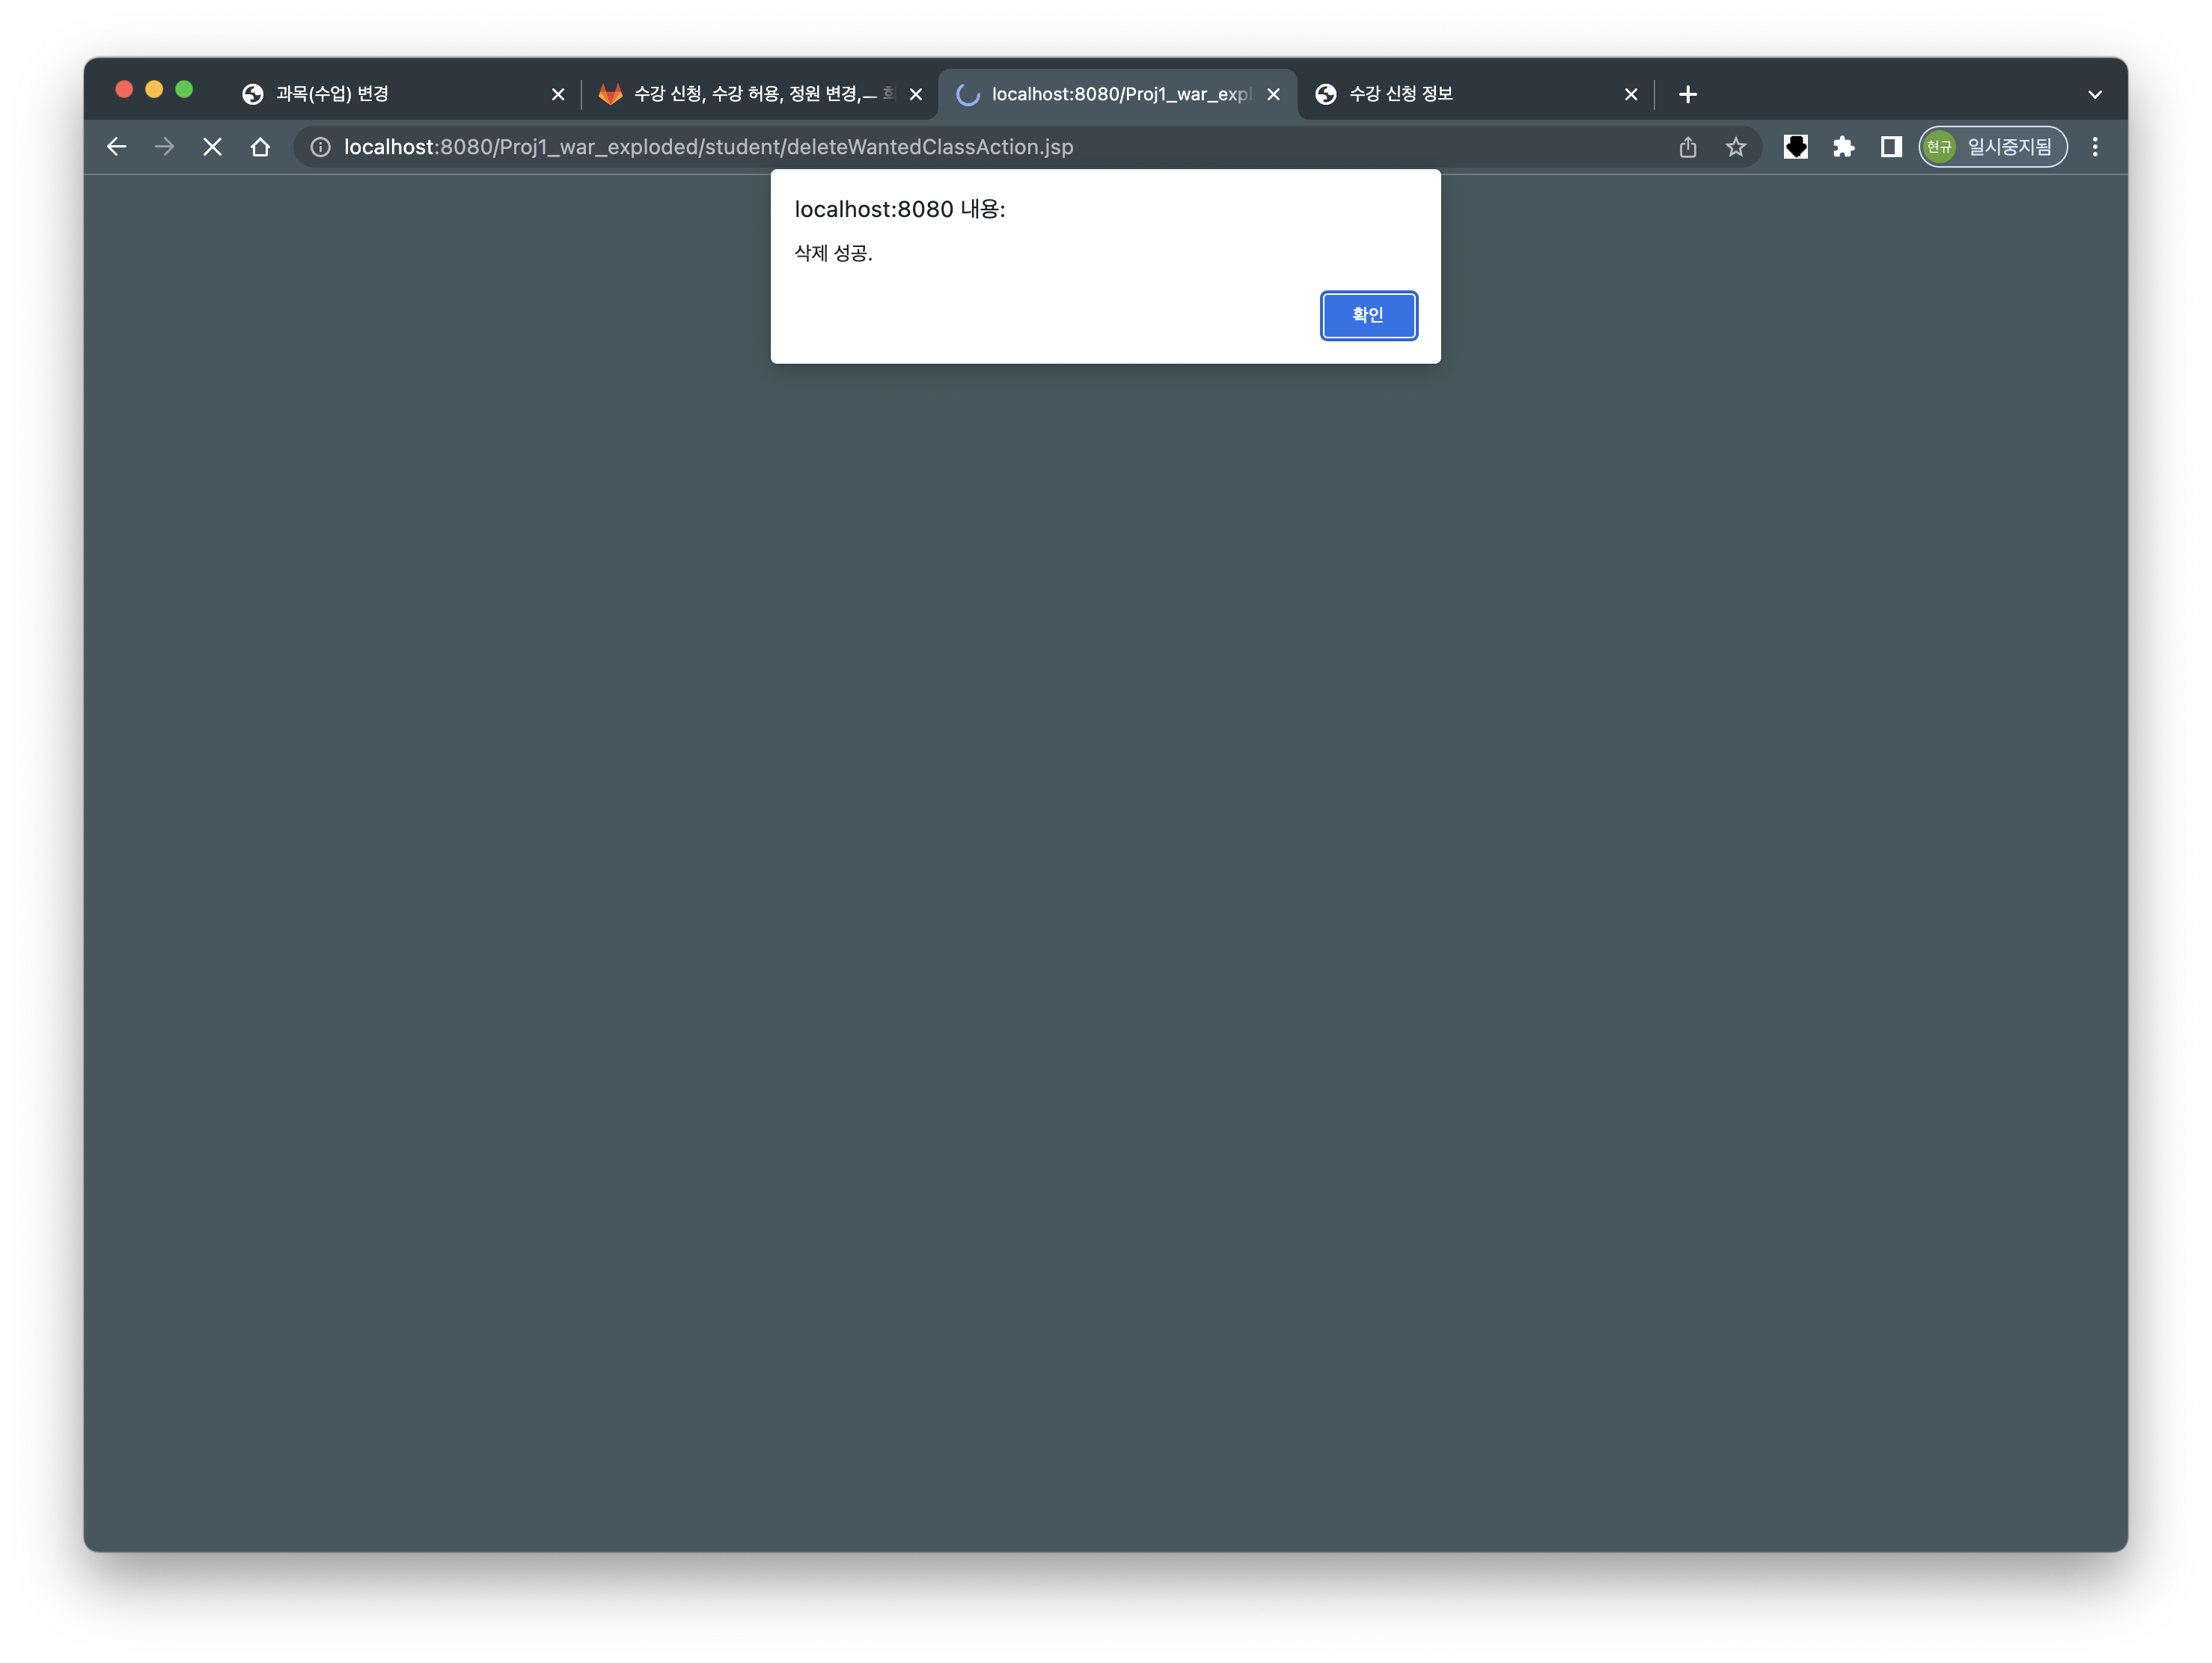 과목(수업) 변경
수강 신청, 수강 허용, 정원 변경,
localhost:8080/Proj1_war_expl
수강 신청 정보
localhost:8080/Proj1_war_exploded/student/deleteWantedClassAction.jsp
현규
일시중지됨
localhost:8080 내용:
삭제 성공.
확인